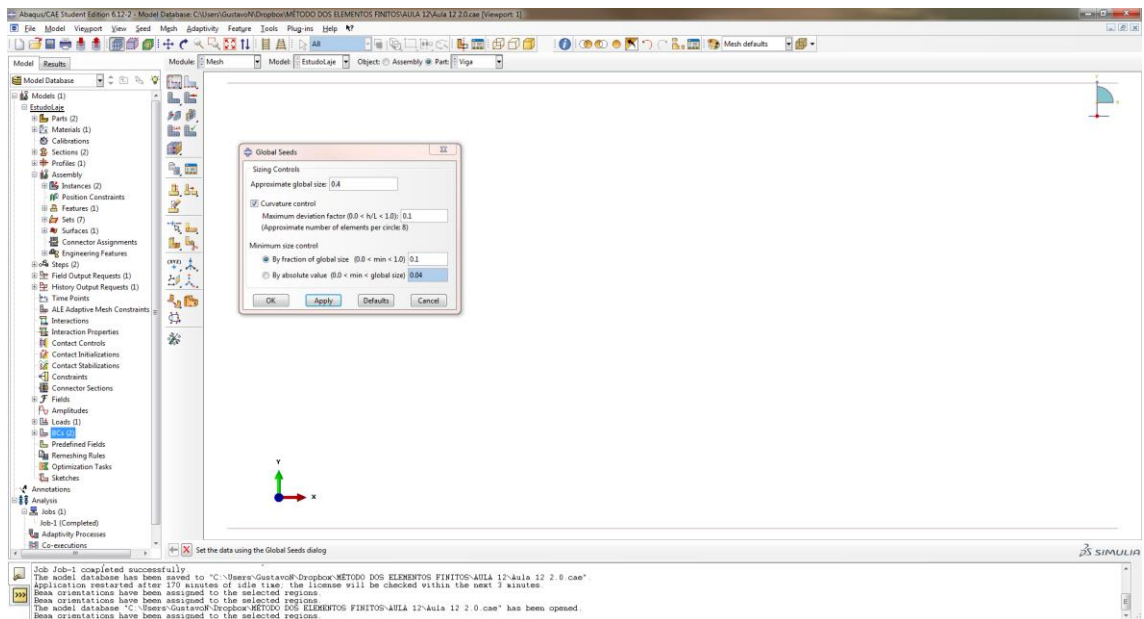 Abaqus/CAE Student Edition 6.12-2 - Model Database: C:\Users\GustavoN\Dropbox\MÉTODO DOS ELEMENTOS FINITOS\AULA 12\Aula 12 2.0.cae [Viewport: 1]
File Model Viewport View Seed Mesh Adaptivity Feature Tools Plug-ins Help
All Mesh defaults
Model Results Module: Mesh Model: EstudoLaje Object: Assembly Part: Viga
Model Database
Models (1)
EstudoLaje
Parts (2)
Materials (1)
Calibrations
Sections (2)
Profiles (1)
Assembly
Instances (2)
Position Constraints
Features (1)
Sets (7)
Surfaces (1)
Connector Assignments
Engineering Features
Steps (2)
Field Output Requests (1)
History Output Requests (1)
Time Points
ALE Adaptive Mesh Constraints
Interactions
Interaction Properties
Contact Controls
Contact Initializations
Contact Stabilizations
Constraints
Connector Sections
Fields
Amplitudes
Loads (1)
BCs (2)
Predefined Fields
Remeshing Rules
Optimization Tasks
Sketches
Annotations
Analysis
Jobs (1)
Job-1 (Completed)
Adaptivity Processes
Co-executions
Global Seeds
Sizing Controls
Approximate global size: 0.4
Curvature control
Maximum deviation factor (0.0 < h/L < 1.0): 0.1
(Approximate number of elements per circle: 8)
Minimum size control
By fraction of global size (0.0 < min < 1.0) 0.1
By absolute value (0.0 < min < global size) 0.04
OK Apply Defaults Cancel
Y
X
Set the data using the Global Seeds dialog
SIMULIA
Job Job-1 completed successfully.
The model database has been saved to "C:\Users\GustavoN\Dropbox\MÉTODO DOS ELEMENTOS FINITOS\AULA 12\Aula 12 2.0.cae".
Application restarted after 170 minutes of idle time; the license will be checked within the next 3 minutes.
Beam orientations have been assigned to the selected regions.
Beam orientations have been assigned to the selected regions.
The model database "C:\Users\GustavoN\Dropbox\MÉTODO DOS ELEMENTOS FINITOS\AULA 12\Aula 12 2.0.cae" has been opened.
Beam orientations have been assigned to the selected regions.